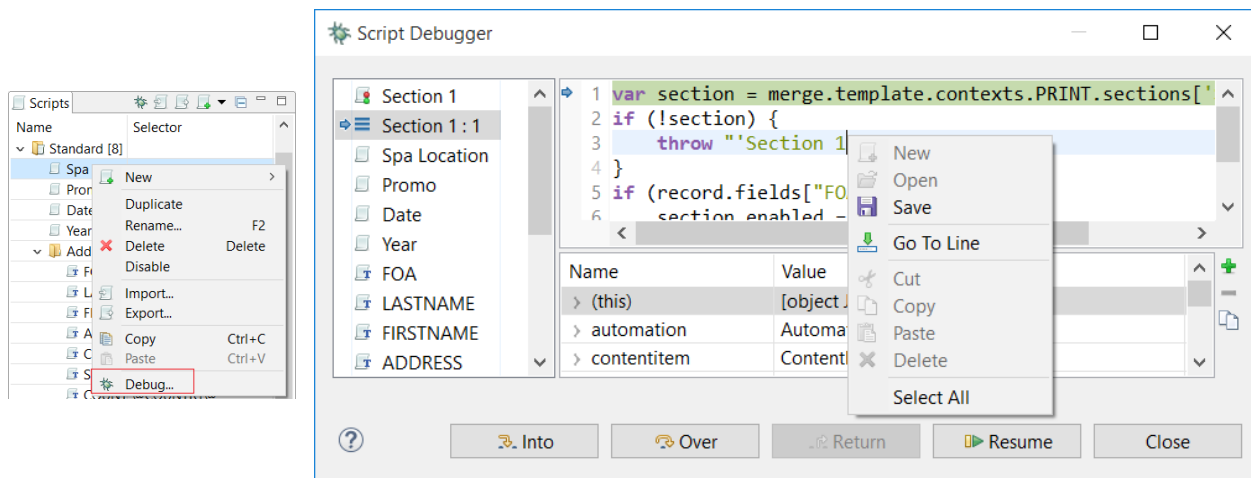 Scripts
Name Selector
Standard [8]
Spa
Pror
Date
Year
Add
New
Duplicate
Rename... F2
Delete Delete
Disable
Import...
Export...
Copy Ctrl+C
Paste Ctrl+V
Debug...
Script Debugger
Section 1
Section 1 : 1
Spa Location
Promo
Date
Year
FOA
LASTNAME
FIRSTNAME
ADDRESS
1 var section = merge.template.contexts.PRINT.sections['
2 if (!section) {
3 throw "'Section 1
4 }
5 if (record.fields["FO
6 section.enabled =
Name Value
(this) [object J
automation Automa
contentitem Content
New
Open
Save
Go To Line
Cut
Copy
Paste
Delete
Select All
Into
Over
Return
Resume
Close